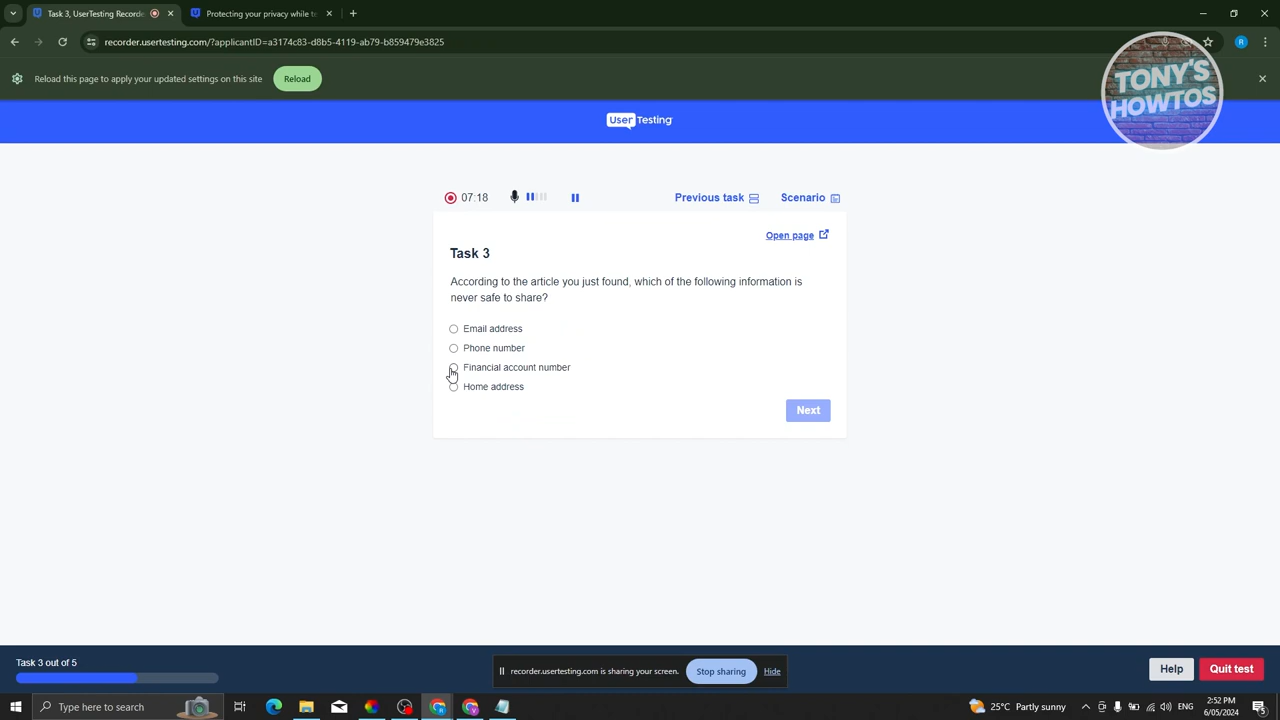 Task 3, UserTesting Recorde
Protecting your privacy while te
recorder.usertesting.com/?applicantID=a3174c83-d8b5-4119-ab79-b859479e3825
R
Reload this page to apply your updated settings on this site
Reload
TONY'S
HOWTOS
User Testing
07:18
Previous task
Scenario
Open page
Task 3
According to the article you just found, which of the following information is
never safe to share?
Email address
Phone number
Financial account number
Home address
Next
Task 3 out of 5
recorder.usertesting.com is sharing your screen.
Stop sharing
Hide
Help
Quit test
Type here to search
25°C Partly sunny
ENG
2:52 PM
6/05/2024